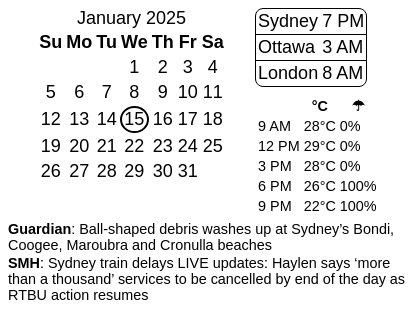 January 2025
Su Mo Tu We Th Fr Sa
1 2 3 4
5 6 7 8 9 10 11
12 13 14 15 16 17 18
19 20 21 22 23 24 25
26 27 28 29 30 31
Sydney 7 PM
Ottawa 3 AM
London 8 AM
°C ☂
9 AM 28°C 0%
12 PM 29°C 0%
3 PM 28°C 0%
6 PM 26°C 100%
9 PM 22°C 100%
Guardian: Ball-shaped debris washes up at Sydney’s Bondi,
Coogee, Maroubra and Cronulla beaches
SMH: Sydney train delays LIVE updates: Haylen says ‘more
than a thousand’ services to be cancelled by end of the day as
RTBU action resumes